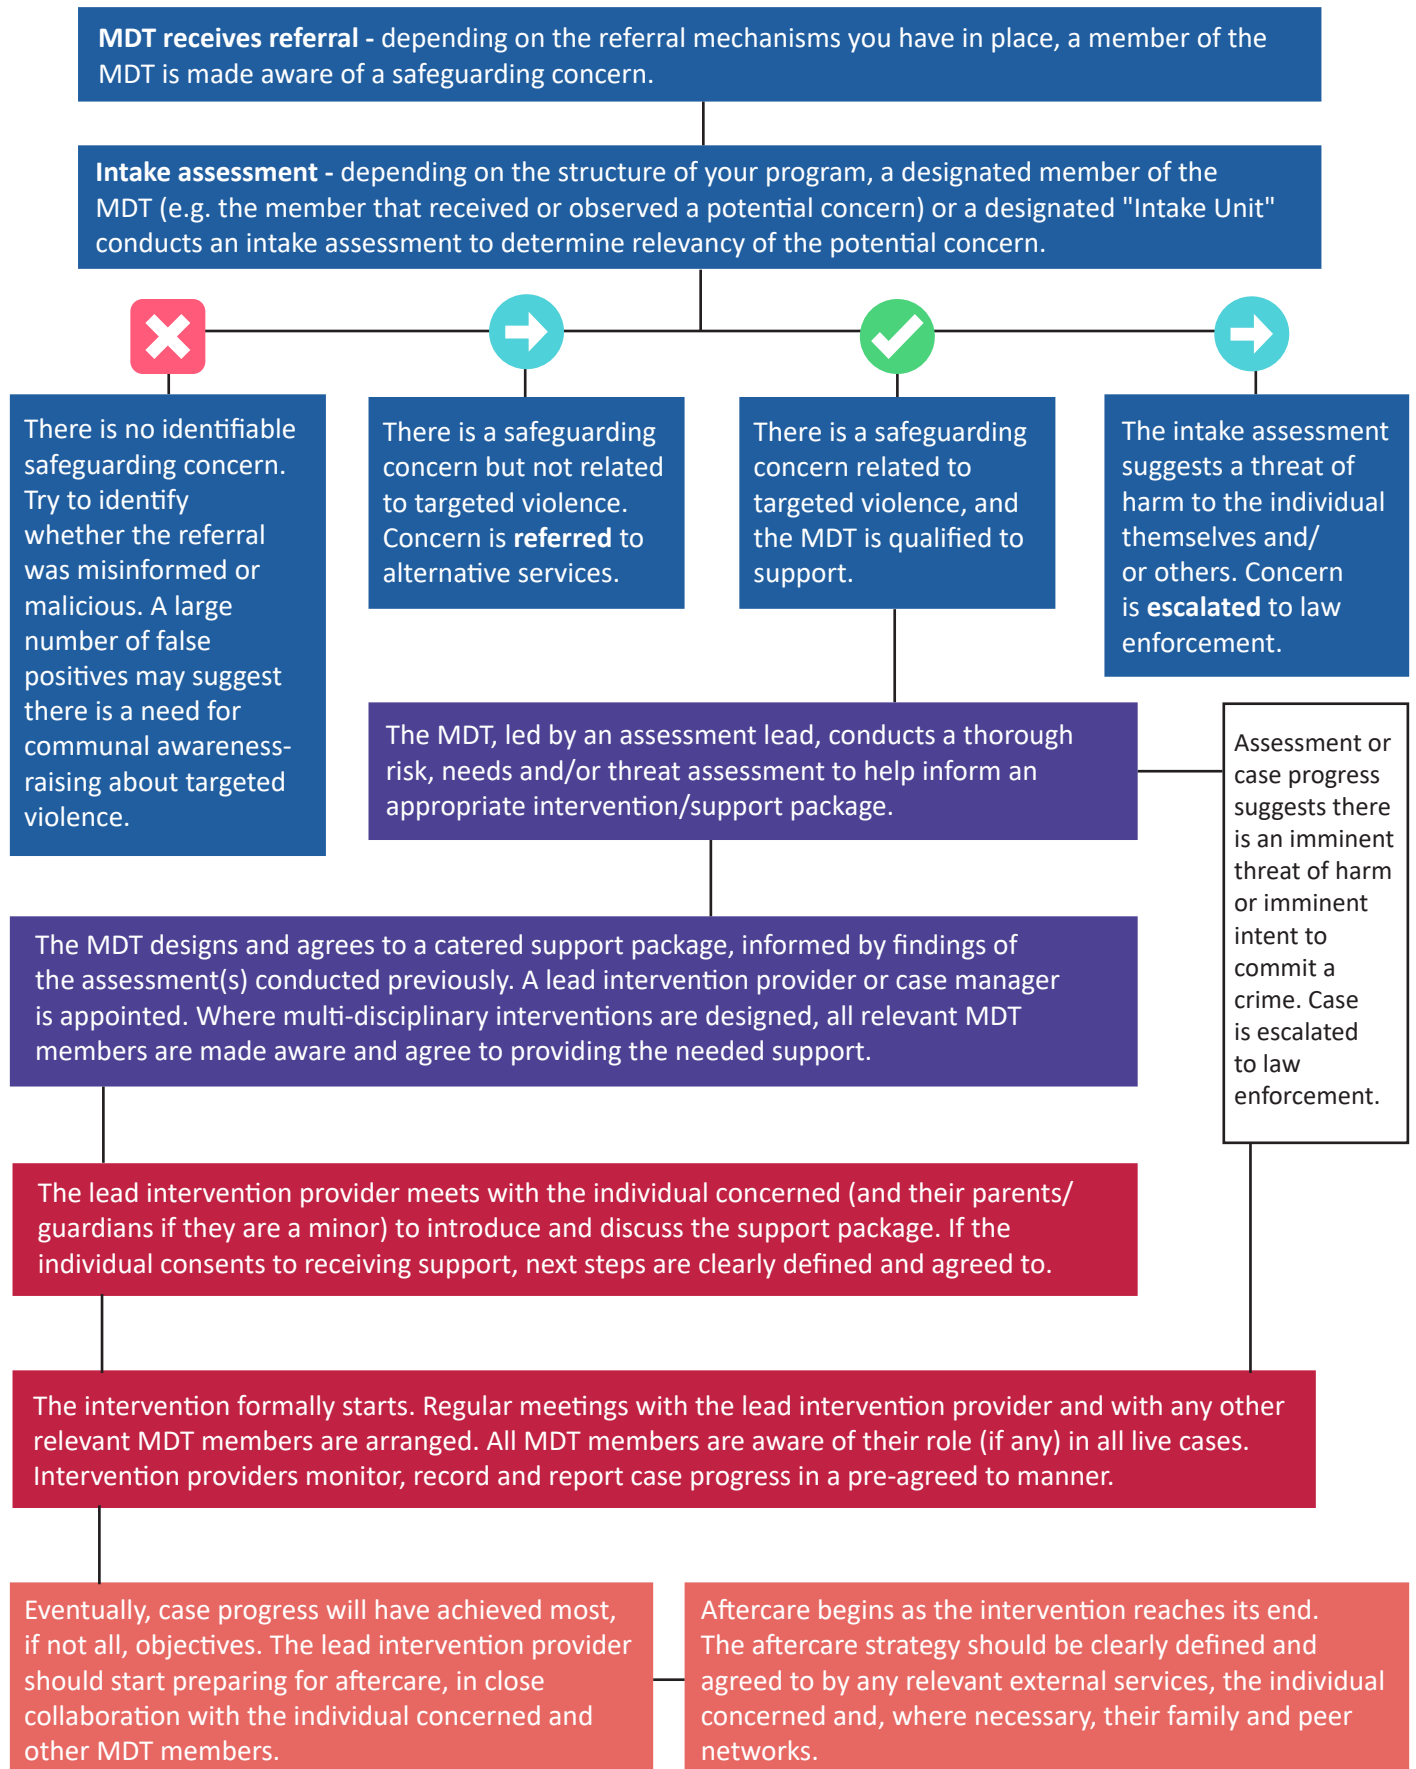 MDT receives referral - depending on the referral mechanisms you have in place, a member of the
MDT is made aware of a safeguarding concern.
Intake assessment - depending on the structure of your program, a designated member of the
MDT (e.g. the member that received or observed a potential concern) or a designated "Intake Unit"
conducts an intake assessment to determine relevancy of the potential concern.
There is no identifiable
safeguarding concern.
Try to identify
whether the referral
was misinformed or
malicious. A large
number of false
positives may suggest
there is a need for
communal awareness-
raising about targeted
violence.
There is a safeguarding
concern but not related
to targeted violence.
Concern is referred to
alternative services.
There is a safeguarding
concern related to
targeted violence, and
the MDT is qualified to
support.
The intake assessment
suggests a threat of
harm to the individual
themselves and/
or others. Concern
is escalated to law
enforcement.
The MDT, led by an assessment lead, conducts a thorough
risk, needs and/or threat assessment to help inform an
appropriate intervention/support package.
Assessment or
case progress
suggests there
is an imminent
threat of harm
or imminent
intent to
commit a
crime. Case
is escalated
to law
enforcement.
The MDT designs and agrees to a catered support package, informed by findings of
the assessment(s) conducted previously. A lead intervention provider or case manager
is appointed. Where multi-disciplinary interventions are designed, all relevant MDT
members are made aware and agree to providing the needed support.
The lead intervention provider meets with the individual concerned (and their parents/
guardians if they are a minor) to introduce and discuss the support package. If the
individual consents to receiving support, next steps are clearly defined and agreed to.
The intervention formally starts. Regular meetings with the lead intervention provider and with any other
relevant MDT members are arranged. All MDT members are aware of their role (if any) in all live cases.
Intervention providers monitor, record and report case progress in a pre-agreed to manner.
Eventually, case progress will have achieved most,
if not all, objectives. The lead intervention provider
should start preparing for aftercare, in close
collaboration with the individual concerned and
other MDT members.
Aftercare begins as the intervention reaches its end.
The aftercare strategy should be clearly defined and
agreed to by any relevant external services, the individual
concerned and, where necessary, their family and peer
networks.